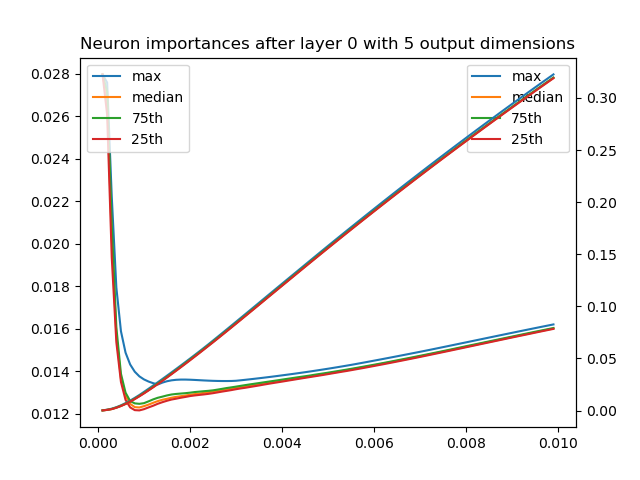 Neuron importances after layer 0 with 5 output dimensions
0.028
0.026
0.024
0.022
0.020
0.018
0.016
0.014
0.012
max
median
75th
25th
max
median
75th
25th
0.30
0.25
0.20
0.15
0.10
0.05
0.00
0.000
0.002
0.004
0.006
0.008
0.010